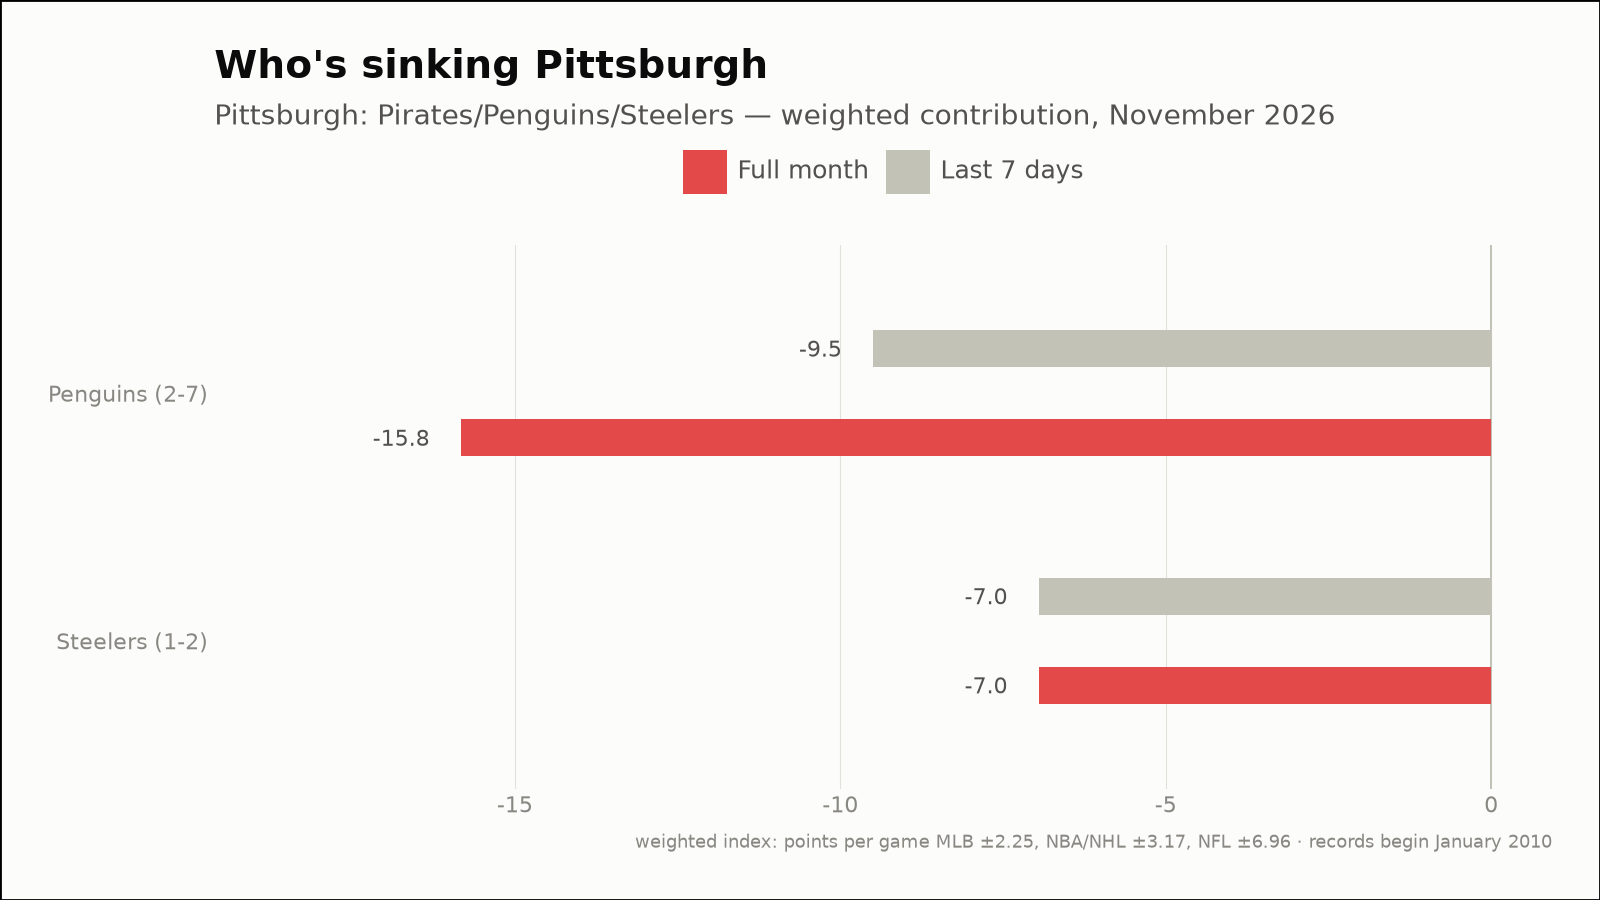 Who's sinking Pittsburgh
Pittsburgh: Pirates/Penguins/Steelers — weighted contribution, November 2026
Full month
Last 7 days
-9.5
Penguins (2-7)
-15.8
-7.0
Steelers (1-2)
-7.0
-15
-10
-5
0
weighted index: points per game MLB ±2.25, NBA/NHL ±3.17, NFL ±6.96 · records begin January 2010